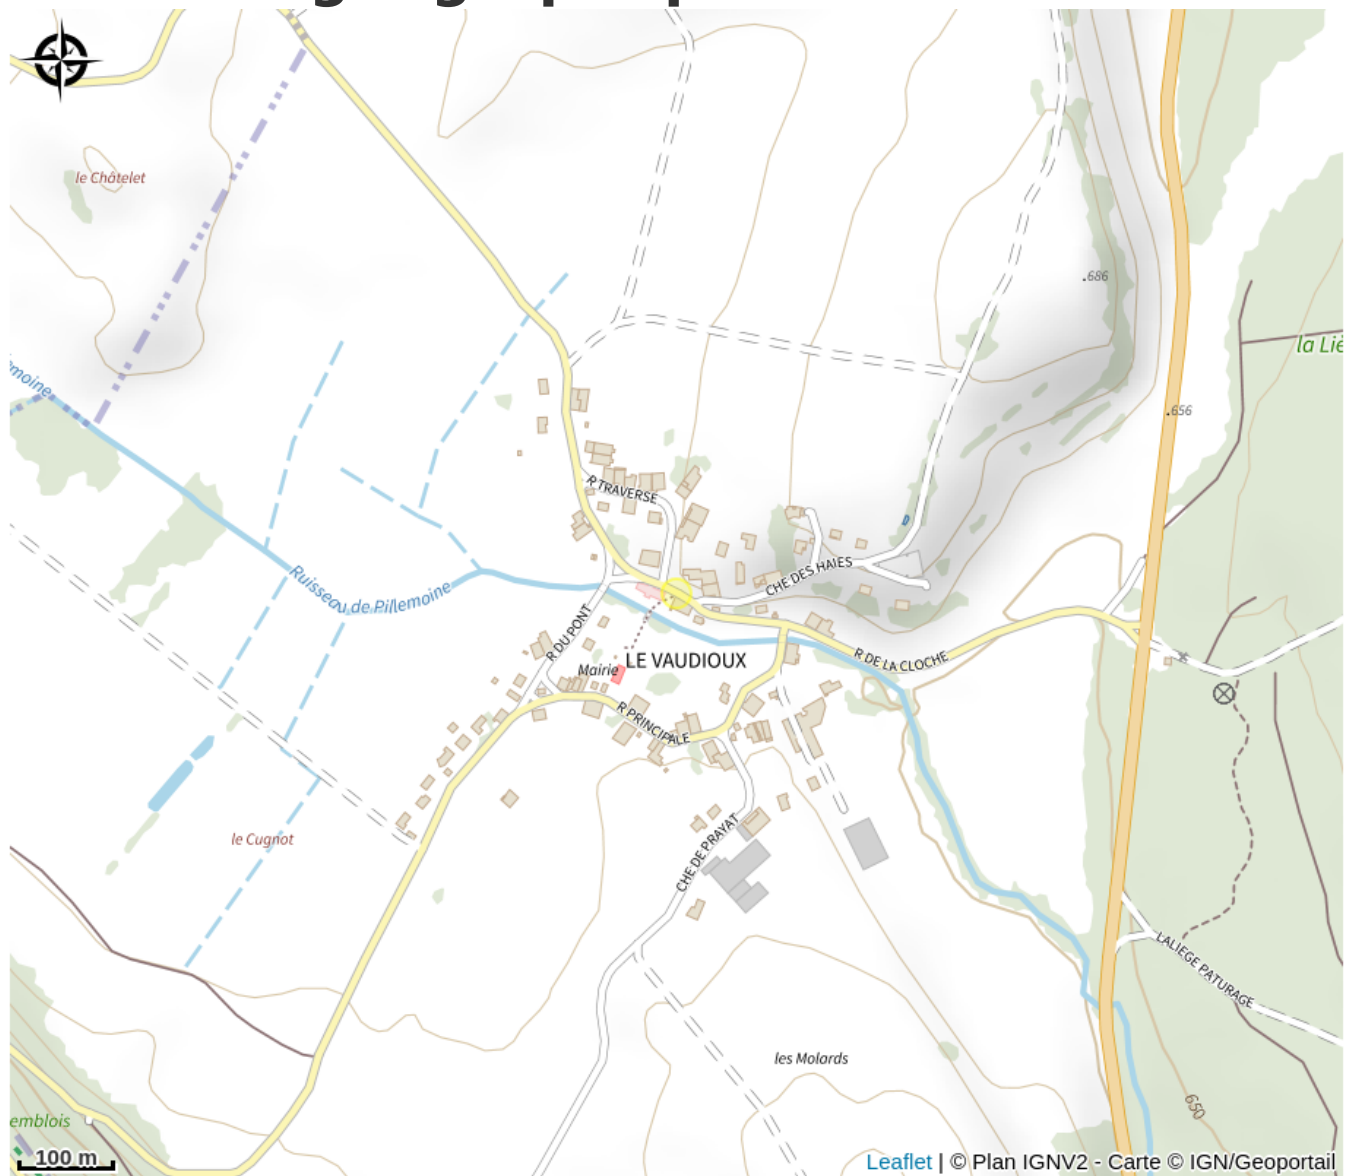 le Châtelet
.686
la Liè
moine
.656
R TRAVERSE
CHE DES HAIES
Ruisseau de Pillemoine
R DU PONT
R DE LA CLOCHE
LE VAUDIOUX
Mairie
R PRINCIPALE
le Cugnot
CHE DE PRAYAT
LALIEGE PATURAGE
les Molards
650
emblois
100 m
Leaflet | © Plan IGNV2 - Carte © IGN/Geoportail